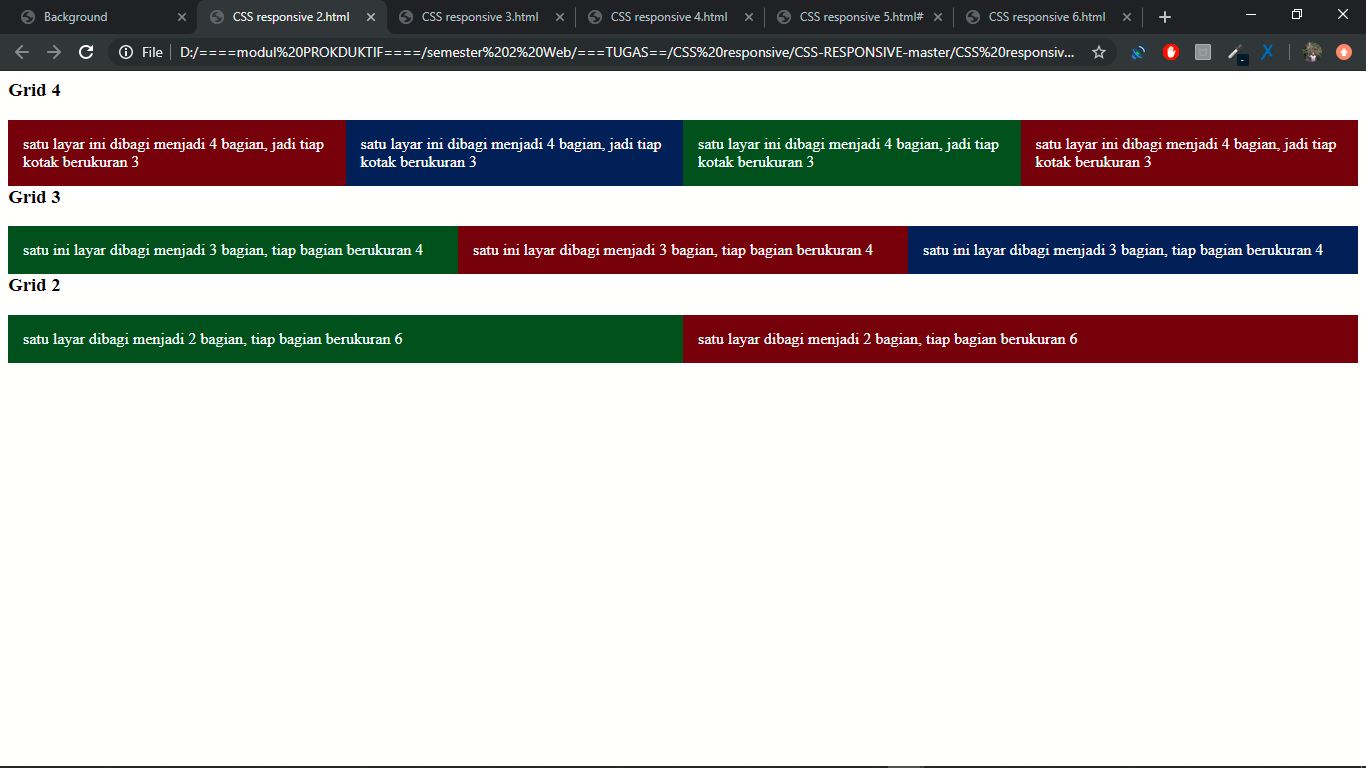 Background
CSS responsive 2.html
CSS responsive 3.html
CSS responsive 4.html
CSS responsive 5.html#
CSS responsive 6.html
File
D:/====modul%20PROKDUKTIF====/semester%202%20Web/===TUGAS==/CSS%20responsive/CSS-RESPONSIVE-master/CSS%20responsiv...
Grid 4
satu layar ini dibagi menjadi 4 bagian, jadi tiap
kotak berukuran 3
satu layar ini dibagi menjadi 4 bagian, jadi tiap
kotak berukuran 3
satu layar ini dibagi menjadi 4 bagian, jadi tiap
kotak berukuran 3
satu layar ini dibagi menjadi 4 bagian, jadi tiap
kotak berukuran 3
Grid 3
satu ini layar dibagi menjadi 3 bagian, tiap bagian berukuran 4
satu ini layar dibagi menjadi 3 bagian, tiap bagian berukuran 4
satu ini layar dibagi menjadi 3 bagian, tiap bagian berukuran 4
Grid 2
satu layar dibagi menjadi 2 bagian, tiap bagian berukuran 6
satu layar dibagi menjadi 2 bagian, tiap bagian berukuran 6